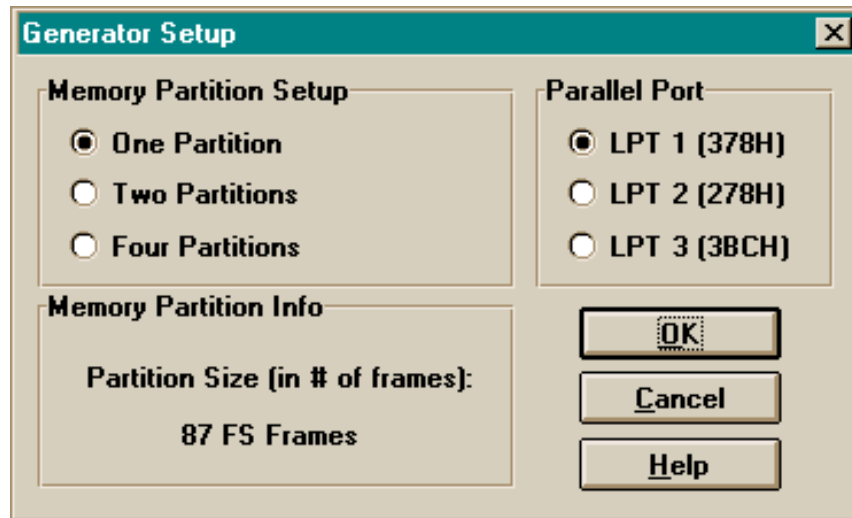 Generator Setup
Memory Partition Setup
One Partition
Two Partitions
Four Partitions
Parallel Port
LPT 1 (378H)
LPT 2 (278H)
LPT 3 (3BCH)
Memory Partition Info
Partition Size (in # of frames):
87 FS Frames
OK
Cancel
Help